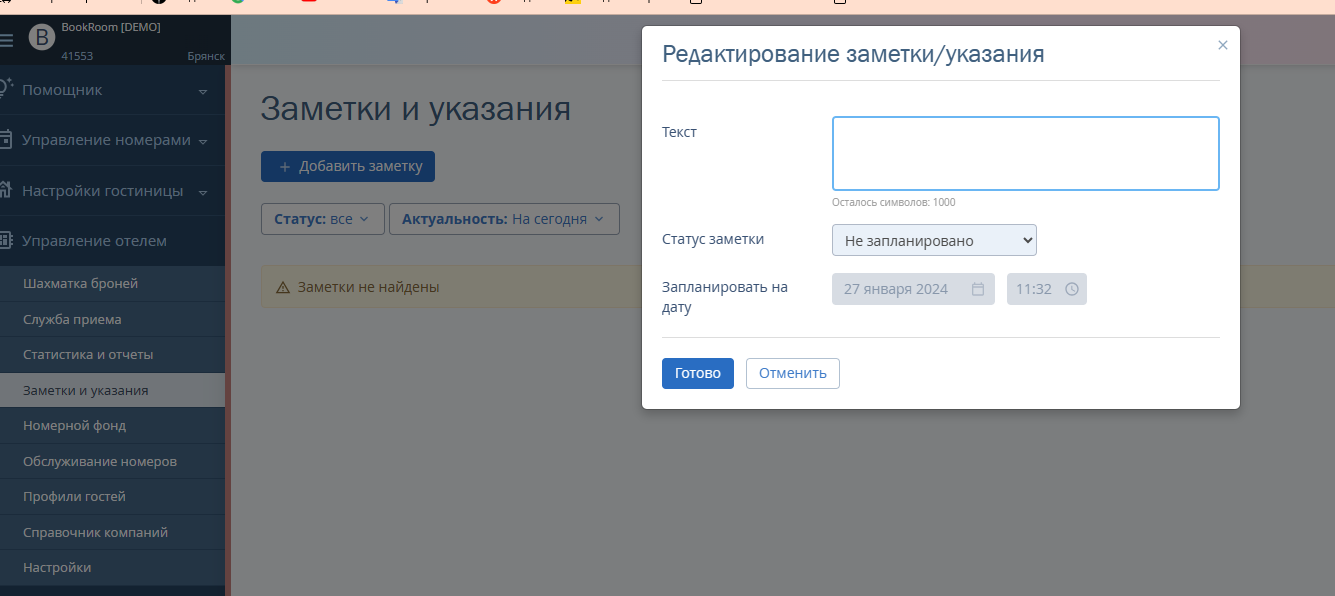 BookRoom [DEMO]
B
41553 Брянск
Помощник
Управление номерами
Настройки гостиницы
Управление отелем
Шахматка броней
Служба приема
Статистика и отчеты
Заметки и указания
Номерной фонд
Обслуживание номеров
Профили гостей
Справочник компаний
Настройки
Заметки и указания
+ Добавить заметку
Статус: все
Актуальность: На сегодня
Заметки не найдены
Редактирование заметки/указания
×
Текст
Осталось символов: 1000
Статус заметки
Не запланировано
Запланировать на
дату
27 января 2024
11:32
Готово
Отменить